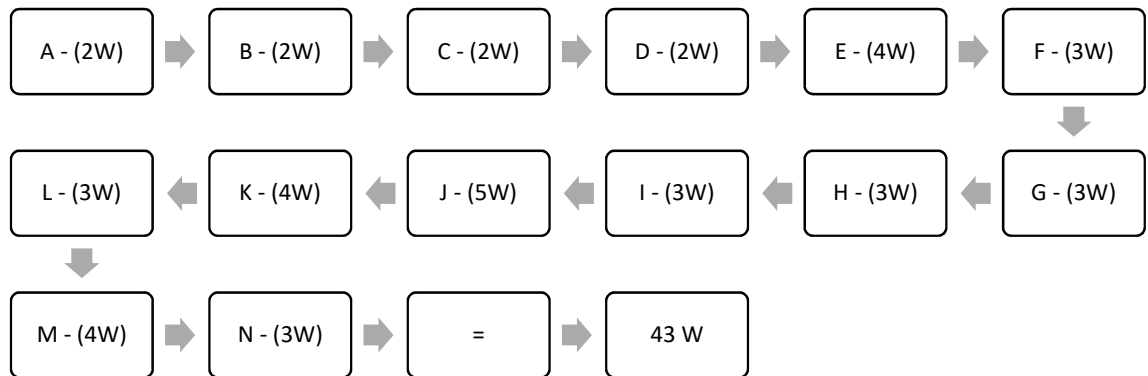 A - (2W)
B - (2W)
C - (2W)
D - (2W)
E - (4W)
F - (3W)
G - (3W)
H - (3W)
I - (3W)
J - (5W)
K - (4W)
L - (3W)
M - (4W)
N - (3W)
=
43 W